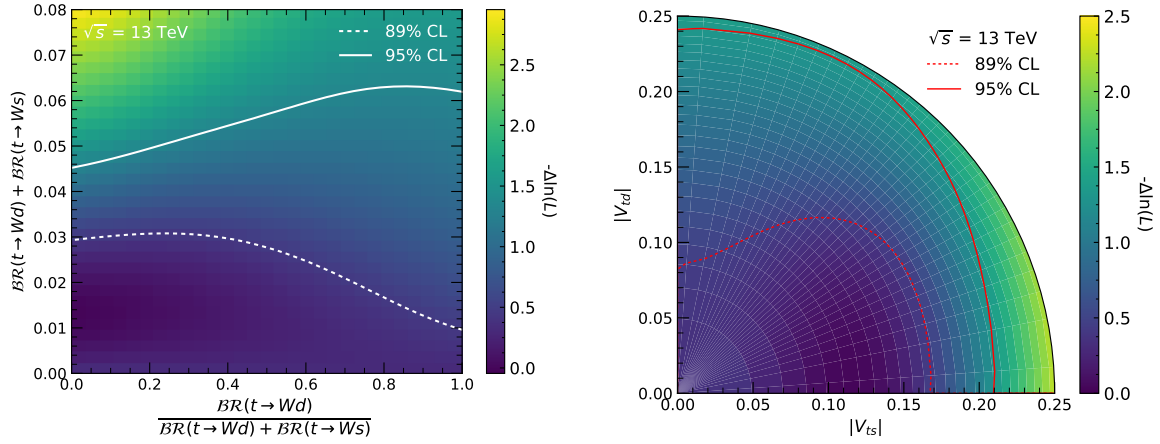 0.08
0.07
0.06
0.05
0.04
0.03
0.02
0.01
0.00
BR(t → Wd) + BR(t → Ws)
√s = 13 TeV
89% CL
95% CL
0.0 0.2 0.4 0.6 0.8 1.0
BR(t → Wd)
BR(t → Wd) + BR(t → Ws)
2.5
2.0
1.5
1.0
0.5
0.0
-Δln(L)
0.25
0.20
0.15
0.10
0.05
0.00
|V_td|
√s = 13 TeV
89% CL
95% CL
0.00 0.05 0.10 0.15 0.20 0.25
|V_ts|
2.5
2.0
1.5
1.0
0.5
0.0
-Δln(L)